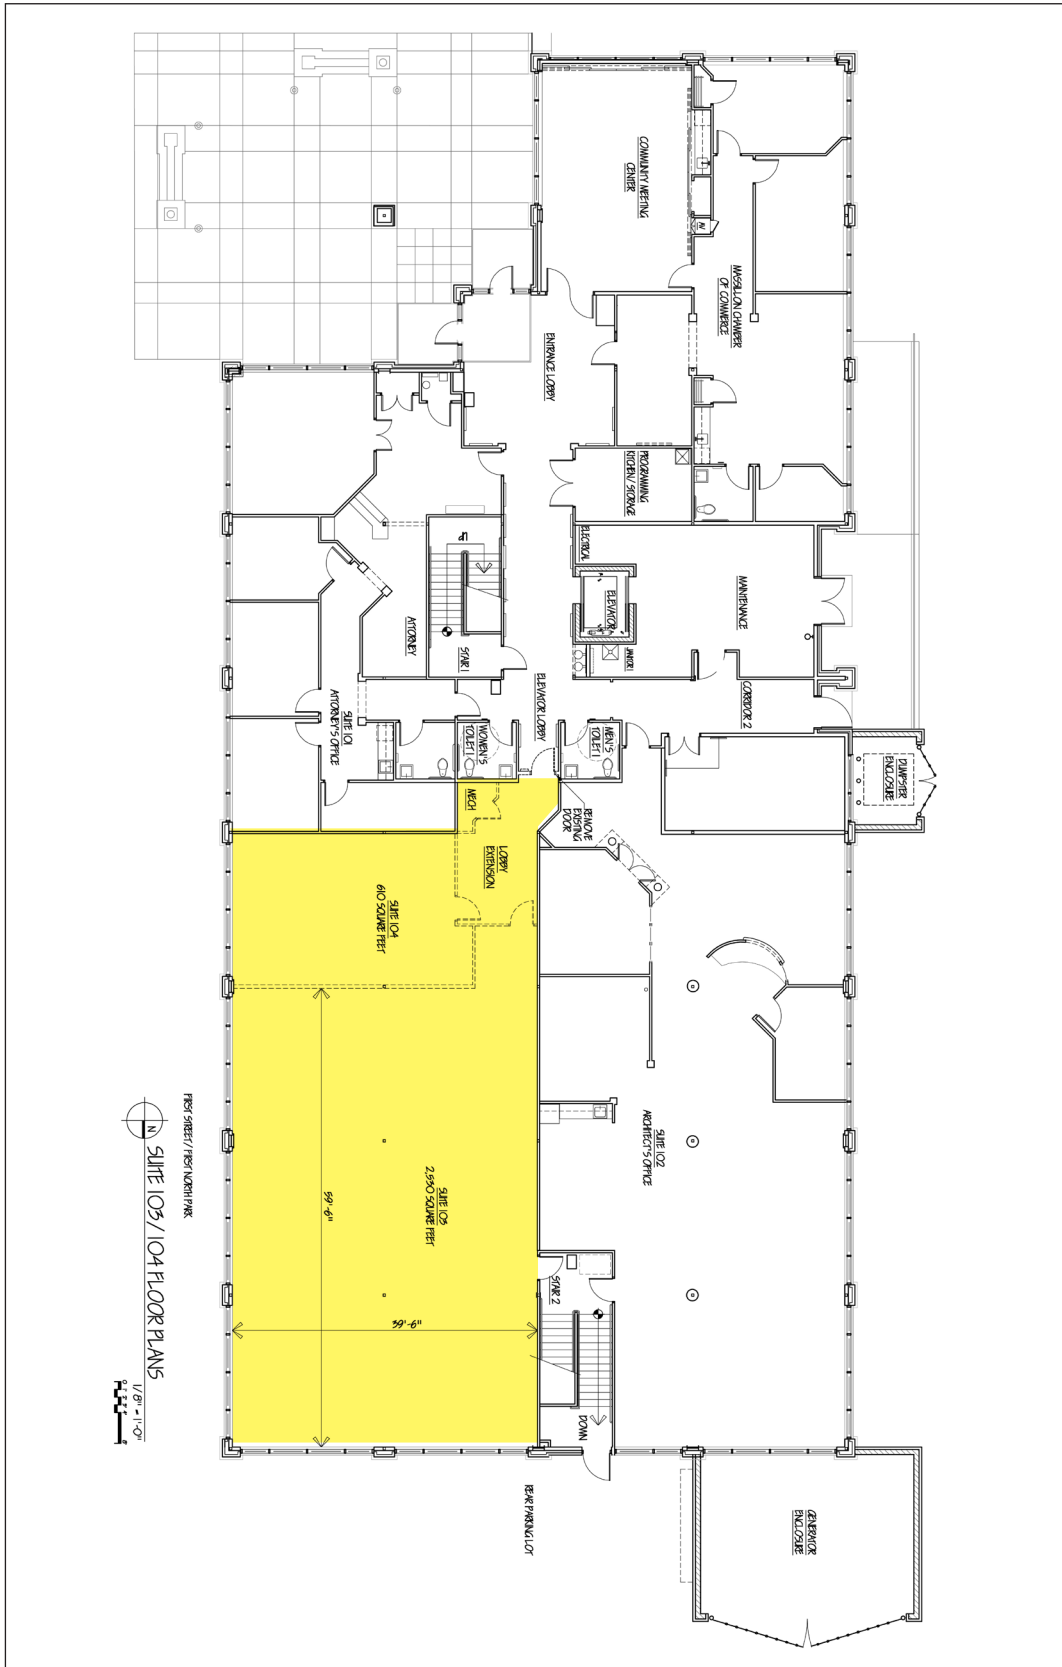 COMMUNITY MEETING
CENTER
AV
MASSILLON CHAMBER
OF COMMERCE
ENTRANCE LOBBY
PROGRAMMING
KITCHEN/ STORAGE
ELECTRICAL
ELEVATOR
MAINTENANCE
JANITOR 1
CORRIDOR 2
UP
STAIR 1
ATTORNEY
SUITE 101
ATTORNEY'S OFFICE
ELEVATOR LOBBY
WOMEN'S
TOILET 1
MEN'S
TOILET 1
DUMPSTER
ENCLOSURE
MECH
REMOVE
EXISTING
DOOR
LOBBY
EXTENSION
SUITE 104
610 SQUARE FEET
SUITE 103
2,350 SQUARE FEET
59'-6"
39'-6"
SUITE 102
ARCHITECT'S OFFICE
STAIR 2
DOWN
REAR PARKING LOT
GENERATOR
ENCLOSURE
FIRST STREET/ FIRST NORTH PARK
N
SUITE 103/ 104 FLOOR PLANS
1/8" = 1'-0"